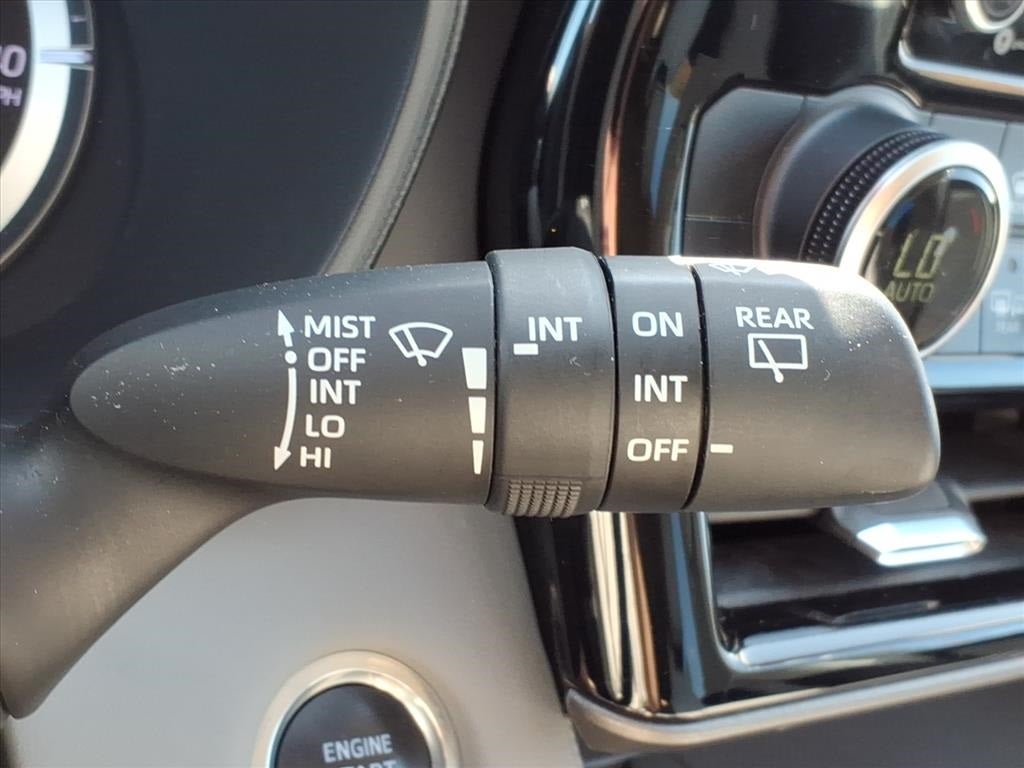 MIST
OFF
INT
LO
HI
INT
ON
INT
OFF
REAR
LO
AUTO
ENGINE